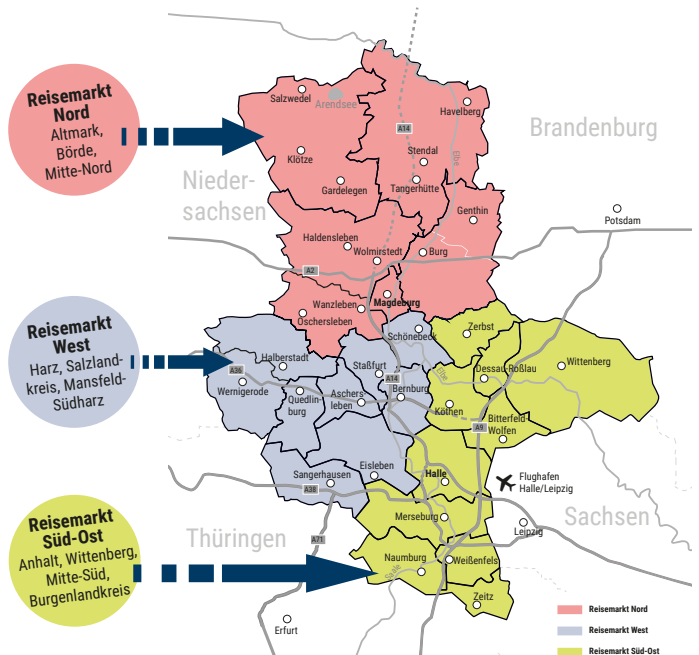 Reisemarkt
Nord
Altmark,
Börde,
Mitte-Nord
Reisemarkt
West
Harz, Salzland-
kreis, Mansfeld-
Südharz
Reisemarkt
Süd-Ost
Anhalt, Wittenberg,
Mitte-Süd,
Burgenlandkreis
Salzwedel
Arendsee
Havelberg
Brandenburg
A14
Elbe
Stendal
Klötze
Nieder-
sachsen
Gardelegen
Tangerhütte
Genthin
Potsdam
Haldensleben
Wolmirstedt
Burg
A2
Magdeburg
Wanzleben
Oschersleben
Schönebeck
Zerbst
Halberstadt
A36
Wernigerode
Staßfurt
A14
Elbe
Dessau-Roßlau
Wittenberg
Quedlin-
burg
Aschers-
leben
Bernburg
Köthen
Bitterfeld-
Wolfen
A9
Eisleben
Sangerhausen
A38
Halle
Flughafen
Halle/Leipzig
Merseburg
Sachsen
Leipzig
Thüringen
A71
Naumburg
Weißenfels
Saale
Zeitz
Erfurt
Reisemarkt Nord
Reisemarkt West
Reisemarkt Süd-Ost